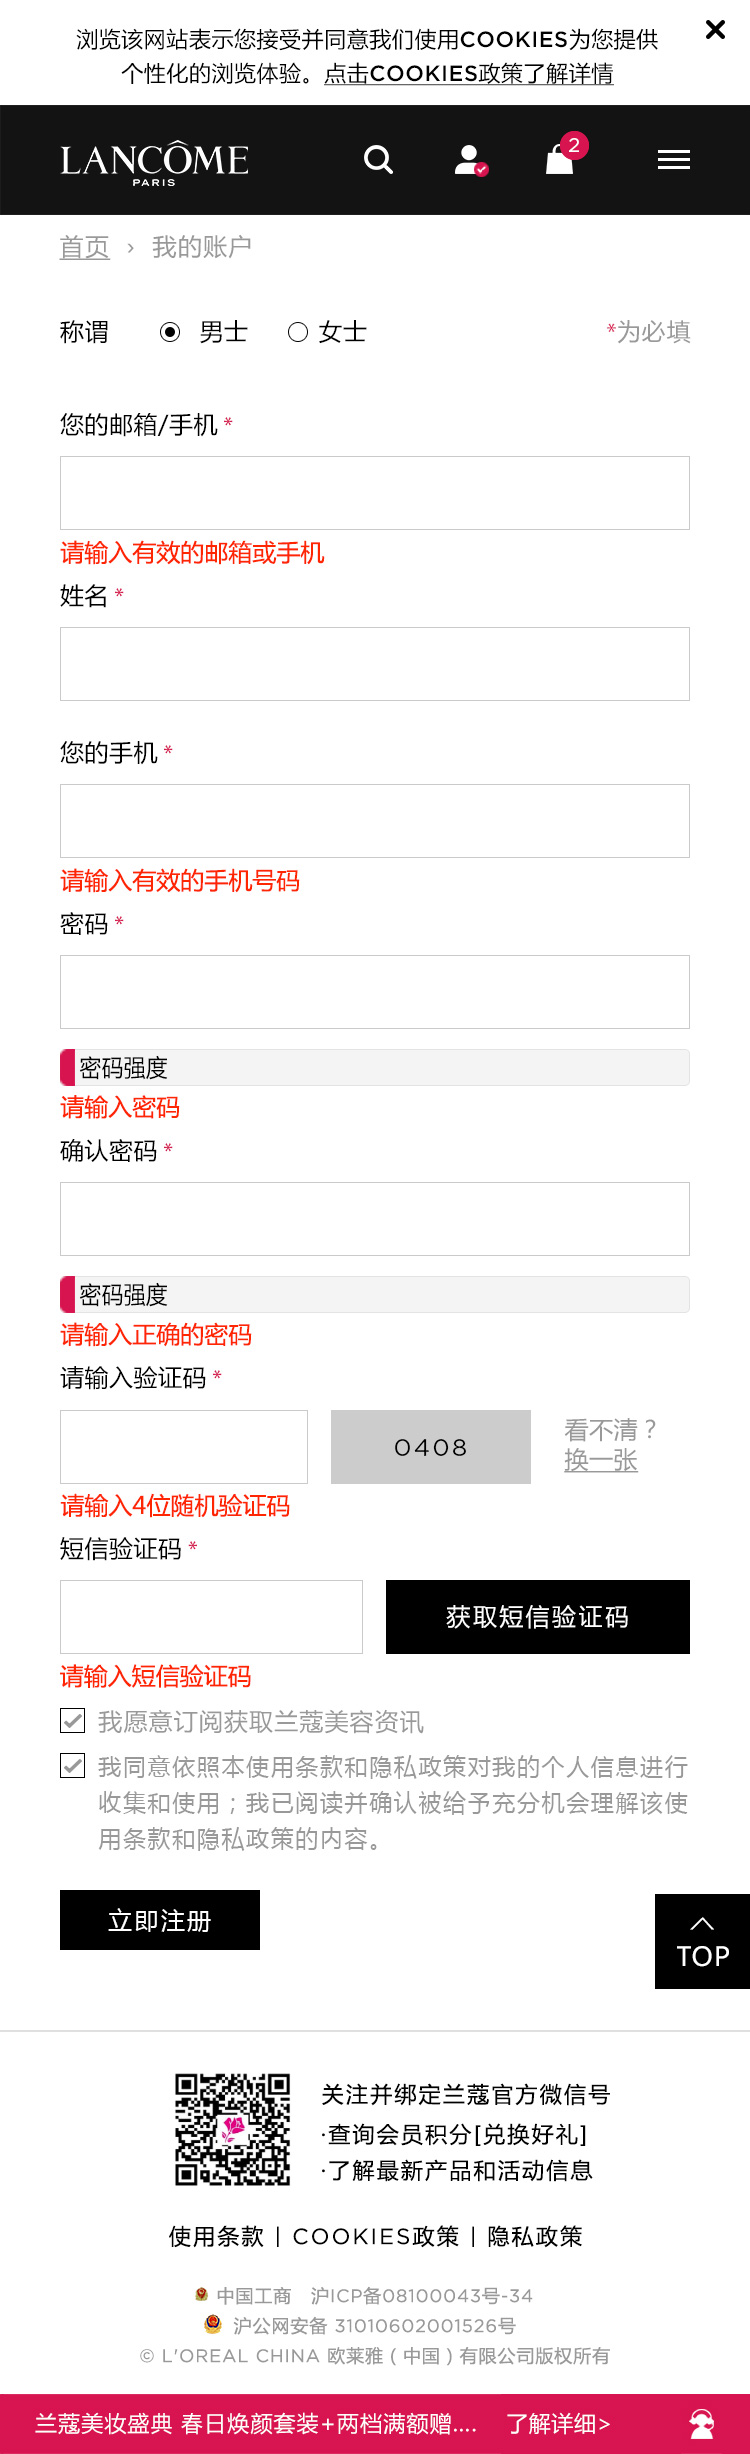 浏览该网站表示您接受并同意我们使用COOKIES为您提供
个性化的浏览体验。点击COOKIES政策了解详情
LANCÔME
PARIS
2
首页 › 我的账户
称谓 男士 女士 *为必填
您的邮箱/手机 *
请输入有效的邮箱或手机
姓名 *
您的手机 *
请输入有效的手机号码
密码 *
密码强度
请输入密码
确认密码 *
密码强度
请输入正确的密码
请输入验证码 *
0408
看不清？
换一张
请输入4位随机验证码
短信验证码 *
获取短信验证码
请输入短信验证码
我愿意订阅获取兰蔻美容资讯
我同意依照本使用条款和隐私政策对我的个人信息进行
收集和使用；我已阅读并确认被给予充分机会理解该使
用条款和隐私政策的内容。
立即注册
TOP
关注并绑定兰蔻官方微信号
·查询会员积分[兑换好礼]
·了解最新产品和活动信息
使用条款 | COOKIES政策 | 隐私政策
中国工商 沪ICP备08100043号-34
沪公网安备 31010602001526号
© L'OREAL CHINA 欧莱雅 ( 中国 ) 有限公司版权所有
兰蔻美妆盛典 春日焕颜套装+两档满额赠.... 了解详细>